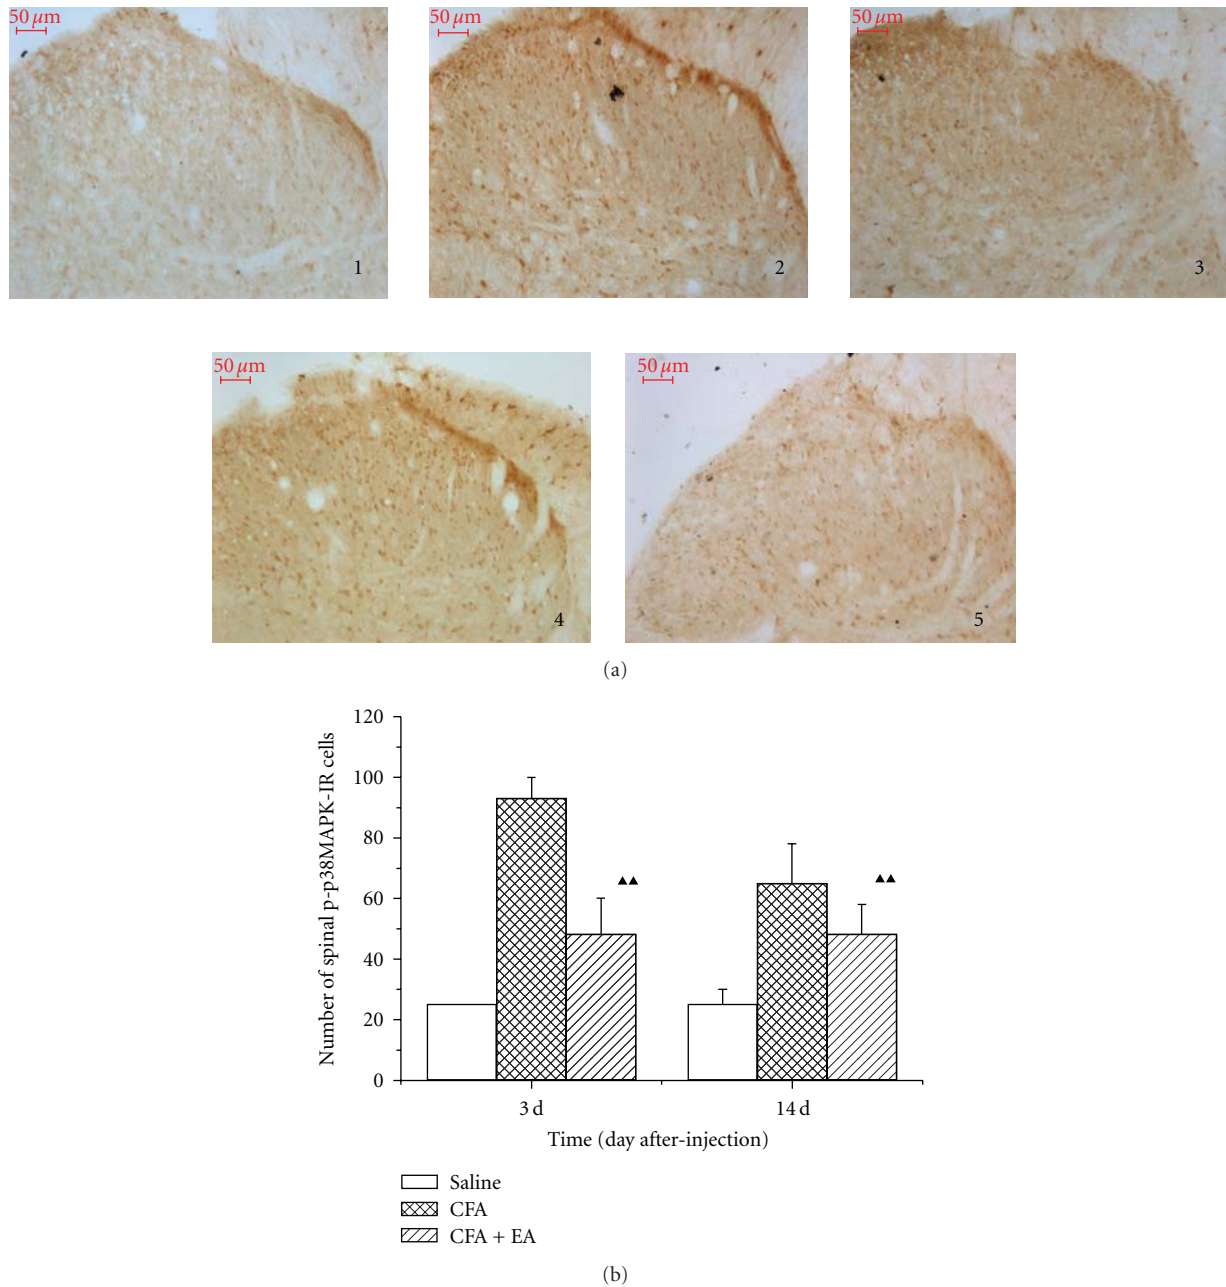 50 μm
50 μm
50 μm
1
2
3
50 μm
50 μm
4
5
(a)
120
100
80
60
40
20
0
Number of spinal p-p38MAPK-IR cells
▲▲
▲▲
3 d
14 d
Time (day after-injection)
Saline
CFA
CFA + EA
(b)